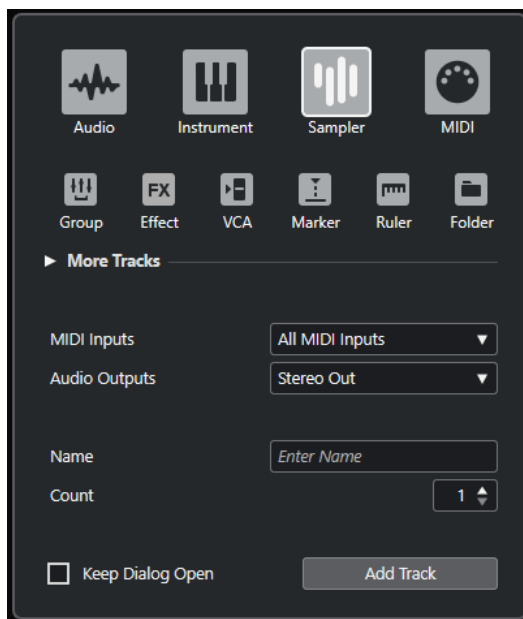 Audio Instrument Sampler MIDI
FX
Group Effect VCA Marker Ruler Folder
More Tracks
MIDI Inputs All MIDI Inputs
Audio Outputs Stereo Out
Name Enter Name
Count 1
Keep Dialog Open Add Track